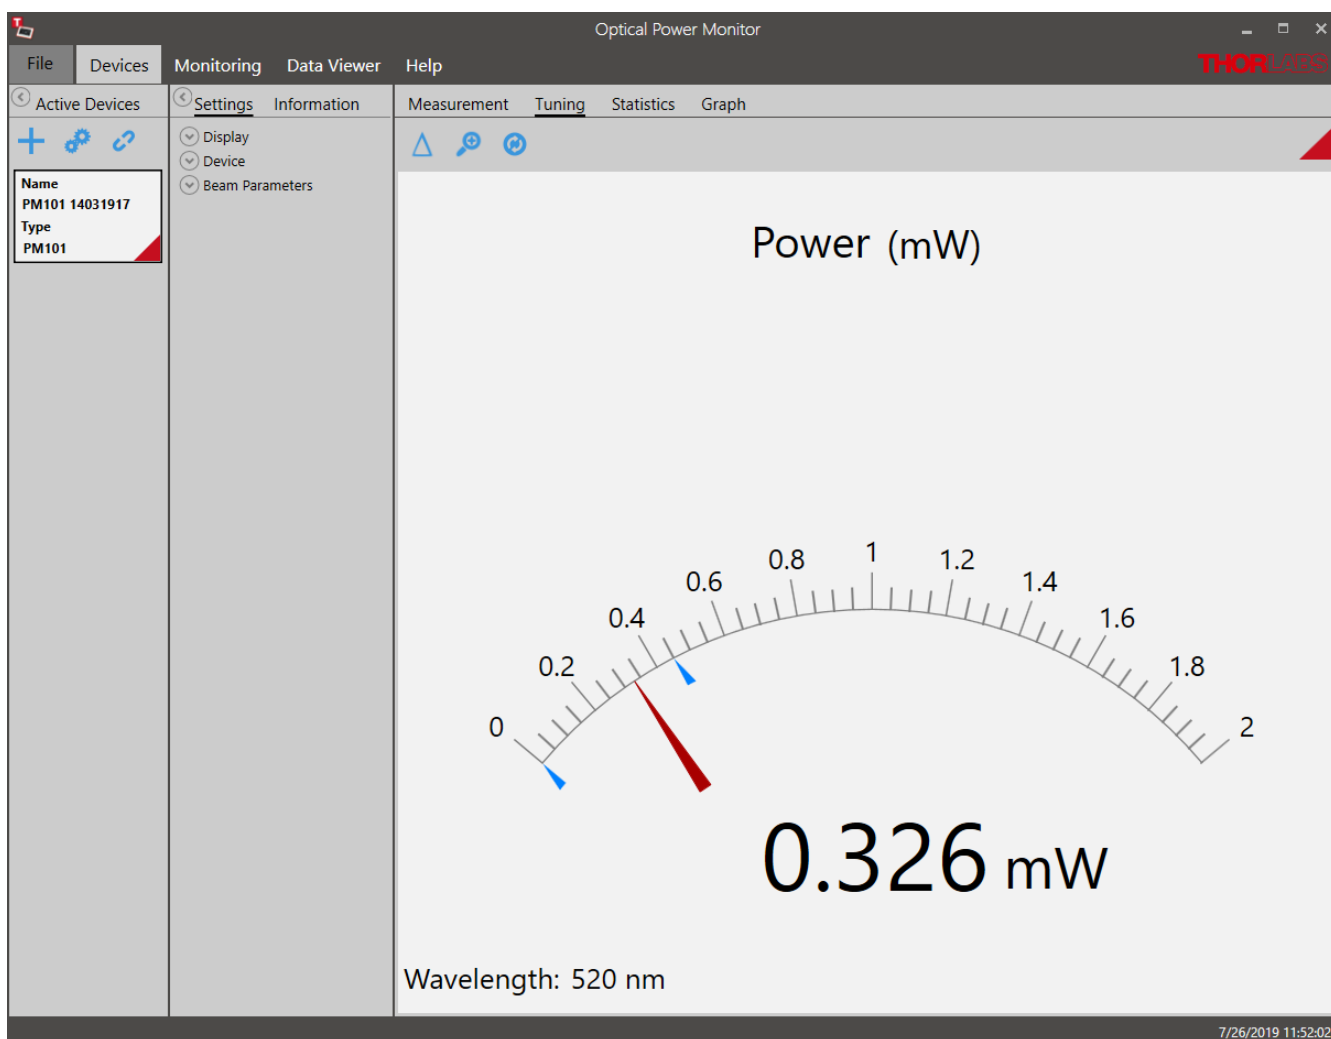 Optical Power Monitor
File Devices Monitoring Data Viewer Help
THORLABS
Active Devices
Settings Information
Measurement Tuning Statistics Graph
Name
PM101 14031917
Type
PM101
Display
Device
Beam Parameters
Power (mW)
0 0.2 0.4 0.6 0.8 1 1.2 1.4 1.6 1.8 2
0.326 mW
Wavelength: 520 nm
7/26/2019 11:52:02